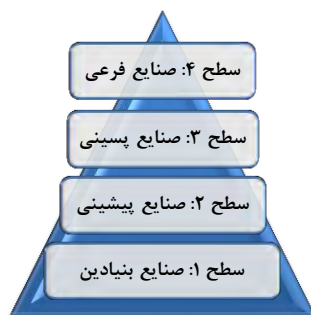 سطح ۴: صنایع فرعی
سطح ۳: صنایع پسینی
سطح ۲: صنایع پیشینی
سطح ۱: صنایع بنیادین